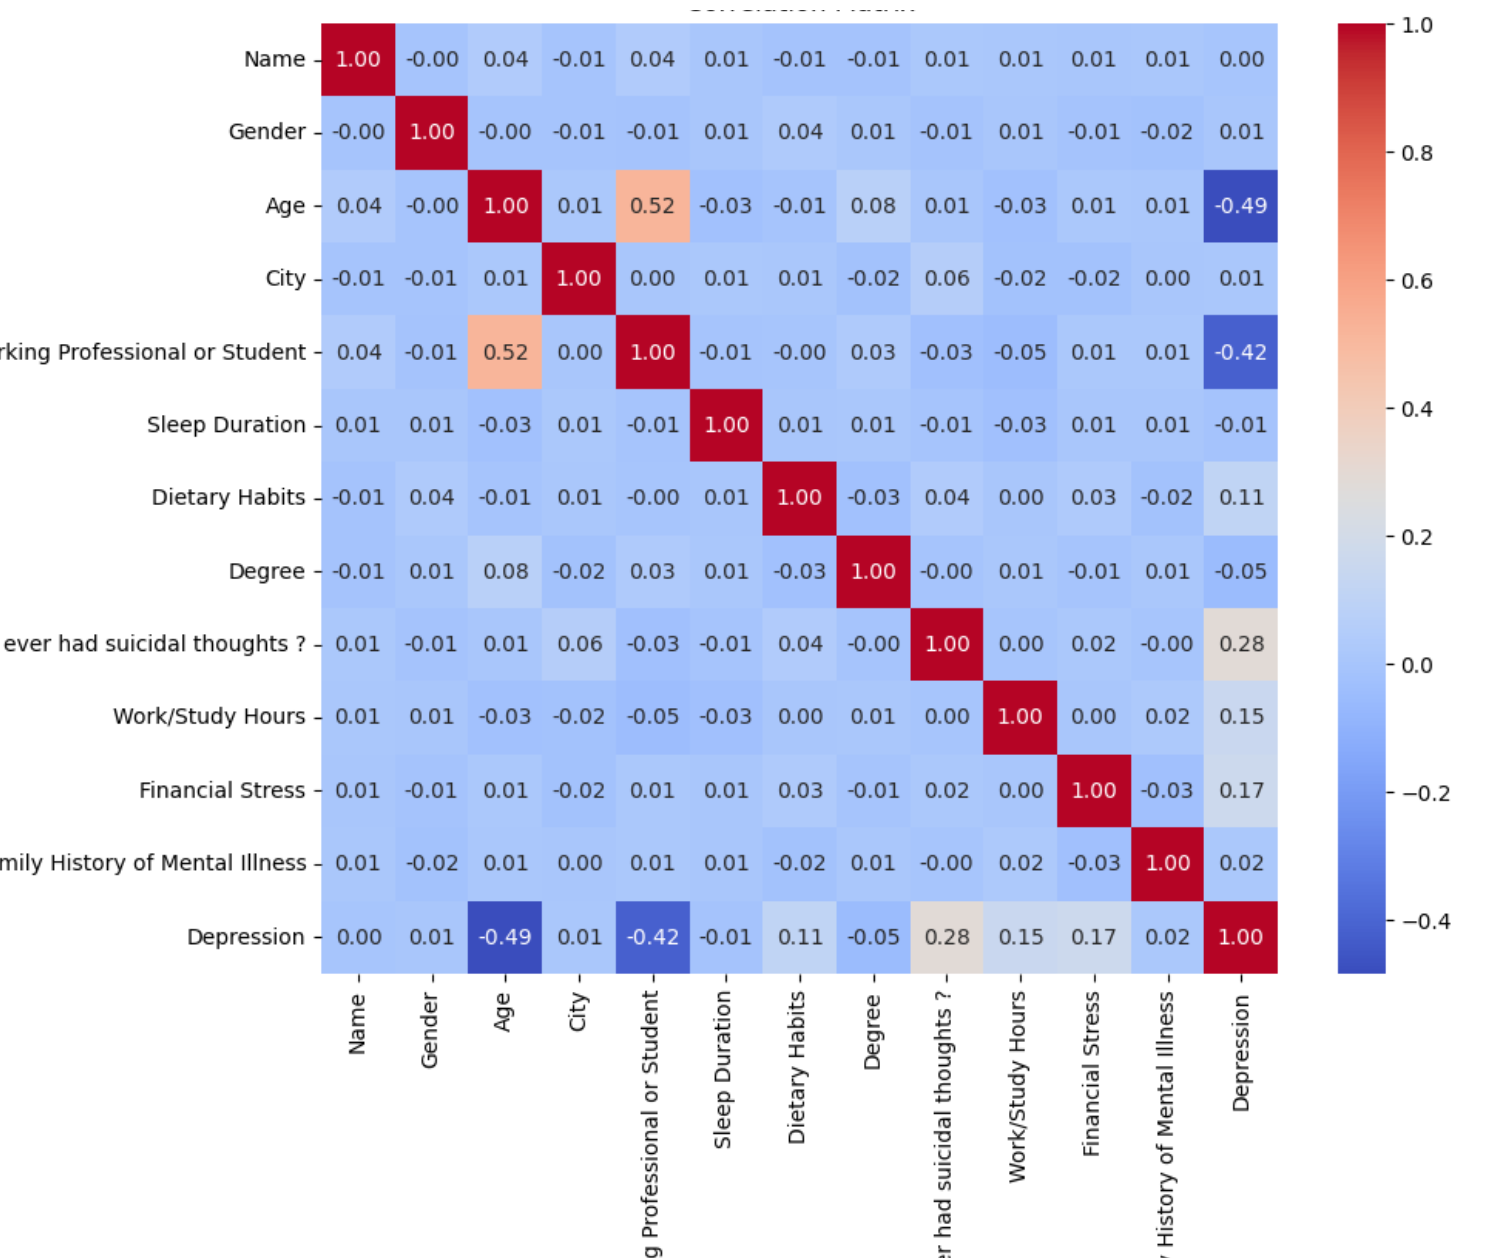 Correlation Matrix
Name 1.00 -0.00 0.04 -0.01 0.04 0.01 -0.01 -0.01 0.01 0.01 0.01 0.01 0.00
Gender -0.00 1.00 -0.00 -0.01 -0.01 0.01 0.04 0.01 -0.01 0.01 -0.01 -0.02 0.01
Age 0.04 -0.00 1.00 0.01 0.52 -0.03 -0.01 0.08 0.01 -0.03 0.01 0.01 -0.49
City -0.01 -0.01 0.01 1.00 0.00 0.01 0.01 -0.02 0.06 -0.02 -0.02 0.00 0.01
rking Professional or Student 0.04 -0.01 0.52 0.00 1.00 -0.01 -0.00 0.03 -0.03 -0.05 0.01 0.01 -0.42
Sleep Duration 0.01 0.01 -0.03 0.01 -0.01 1.00 0.01 0.01 -0.01 -0.03 0.01 0.01 -0.01
Dietary Habits -0.01 0.04 -0.01 0.01 -0.00 0.01 1.00 -0.03 0.04 0.00 0.03 -0.02 0.11
Degree -0.01 0.01 0.08 -0.02 0.03 0.01 -0.03 1.00 -0.00 0.01 -0.01 0.01 -0.05
ever had suicidal thoughts ? 0.01 -0.01 0.01 0.06 -0.03 -0.01 0.04 -0.00 1.00 0.00 0.02 -0.00 0.28
Work/Study Hours 0.01 0.01 -0.03 -0.02 -0.05 -0.03 0.00 0.01 0.00 1.00 0.00 0.02 0.15
Financial Stress 0.01 -0.01 0.01 -0.02 0.01 0.01 0.03 -0.01 0.02 0.00 1.00 -0.03 0.17
mily History of Mental Illness 0.01 -0.02 0.01 0.00 0.01 0.01 -0.02 0.01 -0.00 0.02 -0.03 1.00 0.02
Depression 0.00 0.01 -0.49 0.01 -0.42 -0.01 0.11 -0.05 0.28 0.15 0.17 0.02 1.00
Name
Gender
Age
City
g Professional or Student
Sleep Duration
Dietary Habits
Degree
er had suicidal thoughts ?
Work/Study Hours
Financial Stress
History of Mental Illness
Depression
1.0
0.8
0.6
0.4
0.2
0.0
−0.2
−0.4